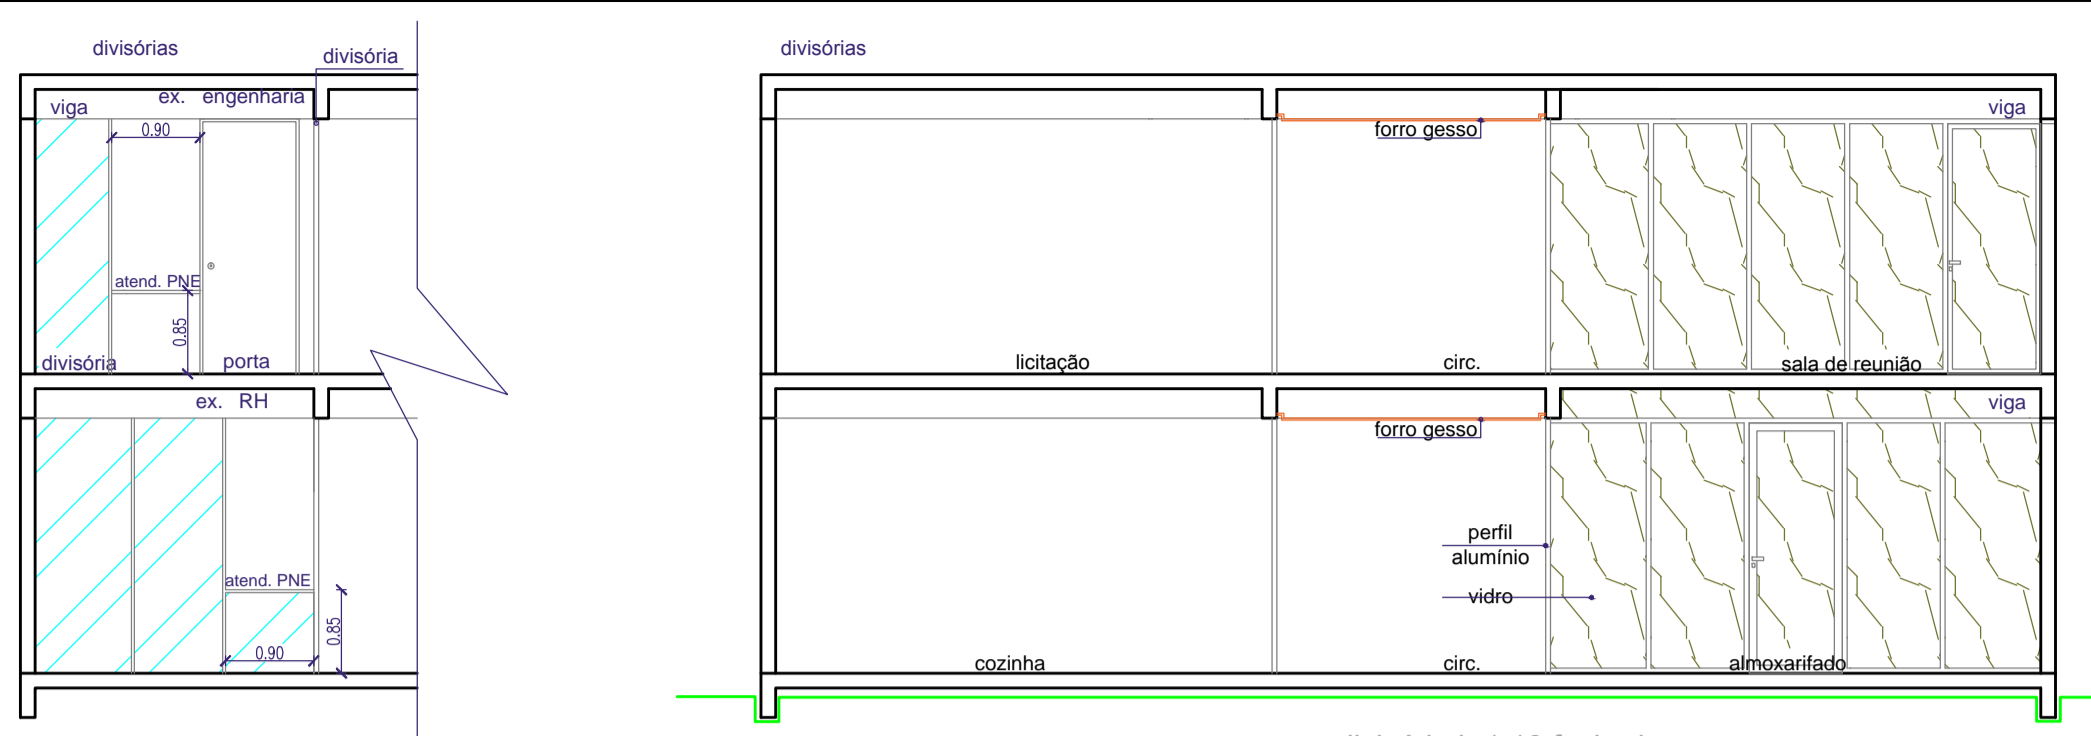 divisórias
divisória
viga
ex. engenharia
0.90
atend. PNE
0.85
divisória
porta
ex. RH
atend. PNE
0.85
0.90
divisórias
viga
forro gesso
licitação
circ.
sala de reunião
viga
forro gesso
perfil
alumínio
vidro
cozinha
circ.
almoxarifado